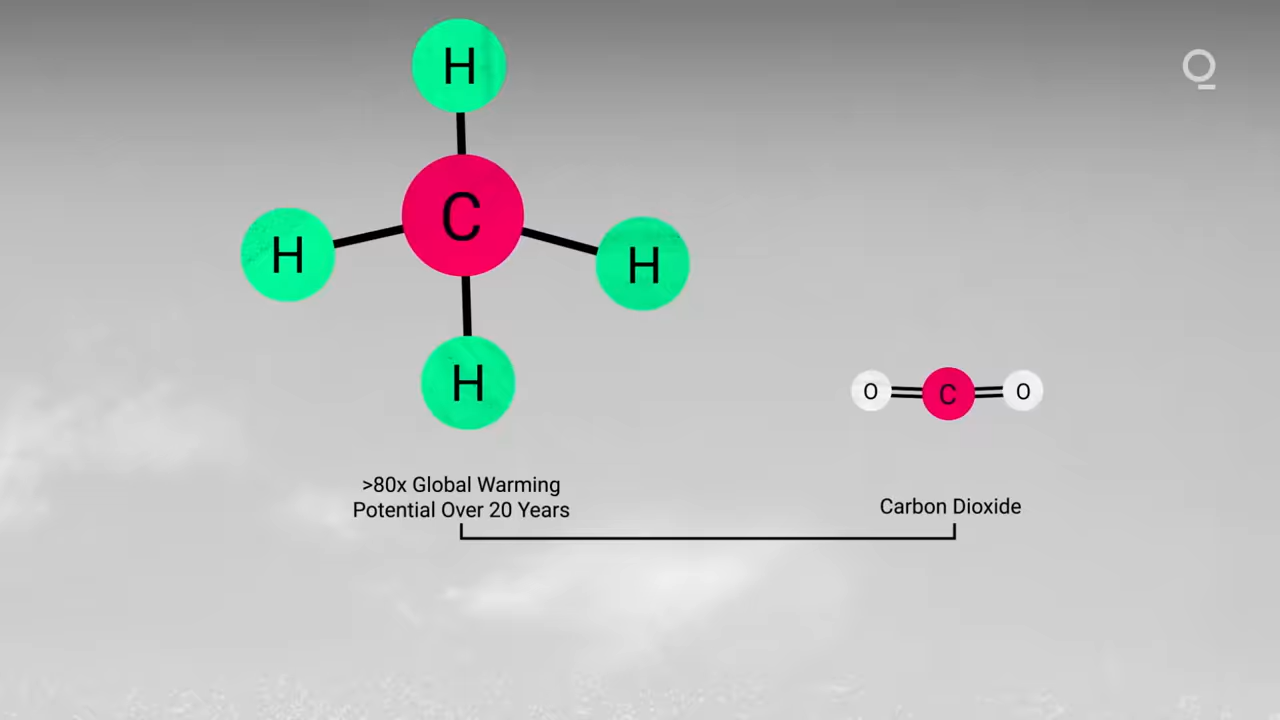 H
C
H
H
H
O
C
O
>80x Global Warming
Potential Over 20 Years
Carbon Dioxide